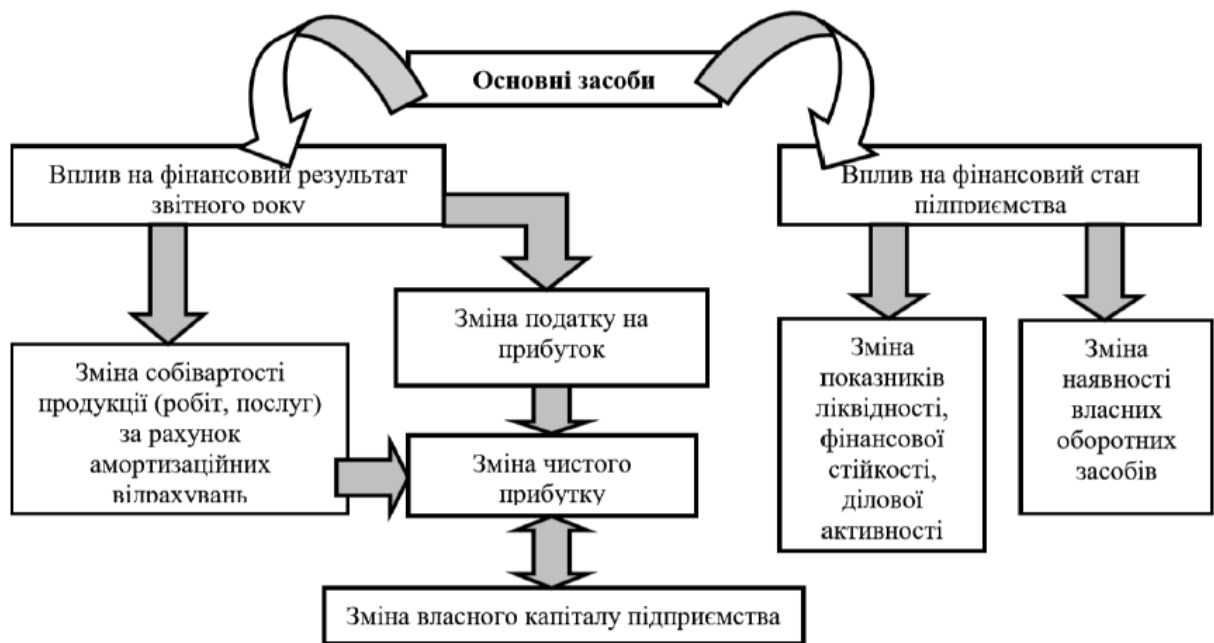 Основні засоби
Вплив на фінансовий результат
звітного року
Вплив на фінансовий стан
підприємства
Зміна податку на
прибуток
Зміна собівартості
продукції (робіт, послуг)
за рахунок
амортизаційних
відрахувань
Зміна чистого
прибутку
Зміна власного капіталу підприємства
Зміна
показників
ліквідності,
фінансової
стійкості,
ділової
активності
Зміна
наявності
власних
оборотних
засобів